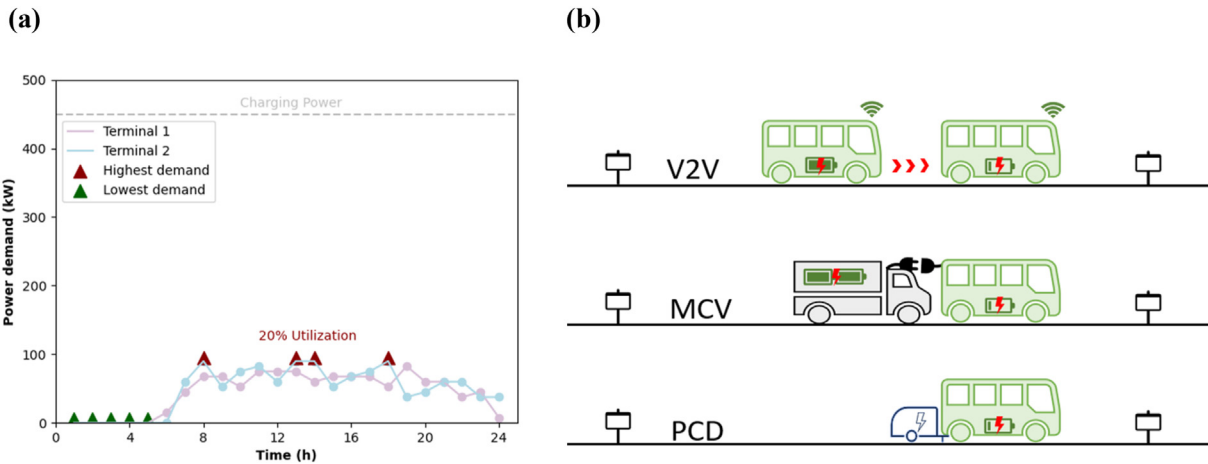 (a)
500
400
300
200
100
0
Power demand (kW)
Charging Power
Terminal 1
Terminal 2
Highest demand
Lowest demand
20% Utilization
0 4 8 12 16 20 24
Time (h)
(b)
V2V
MCV
PCD